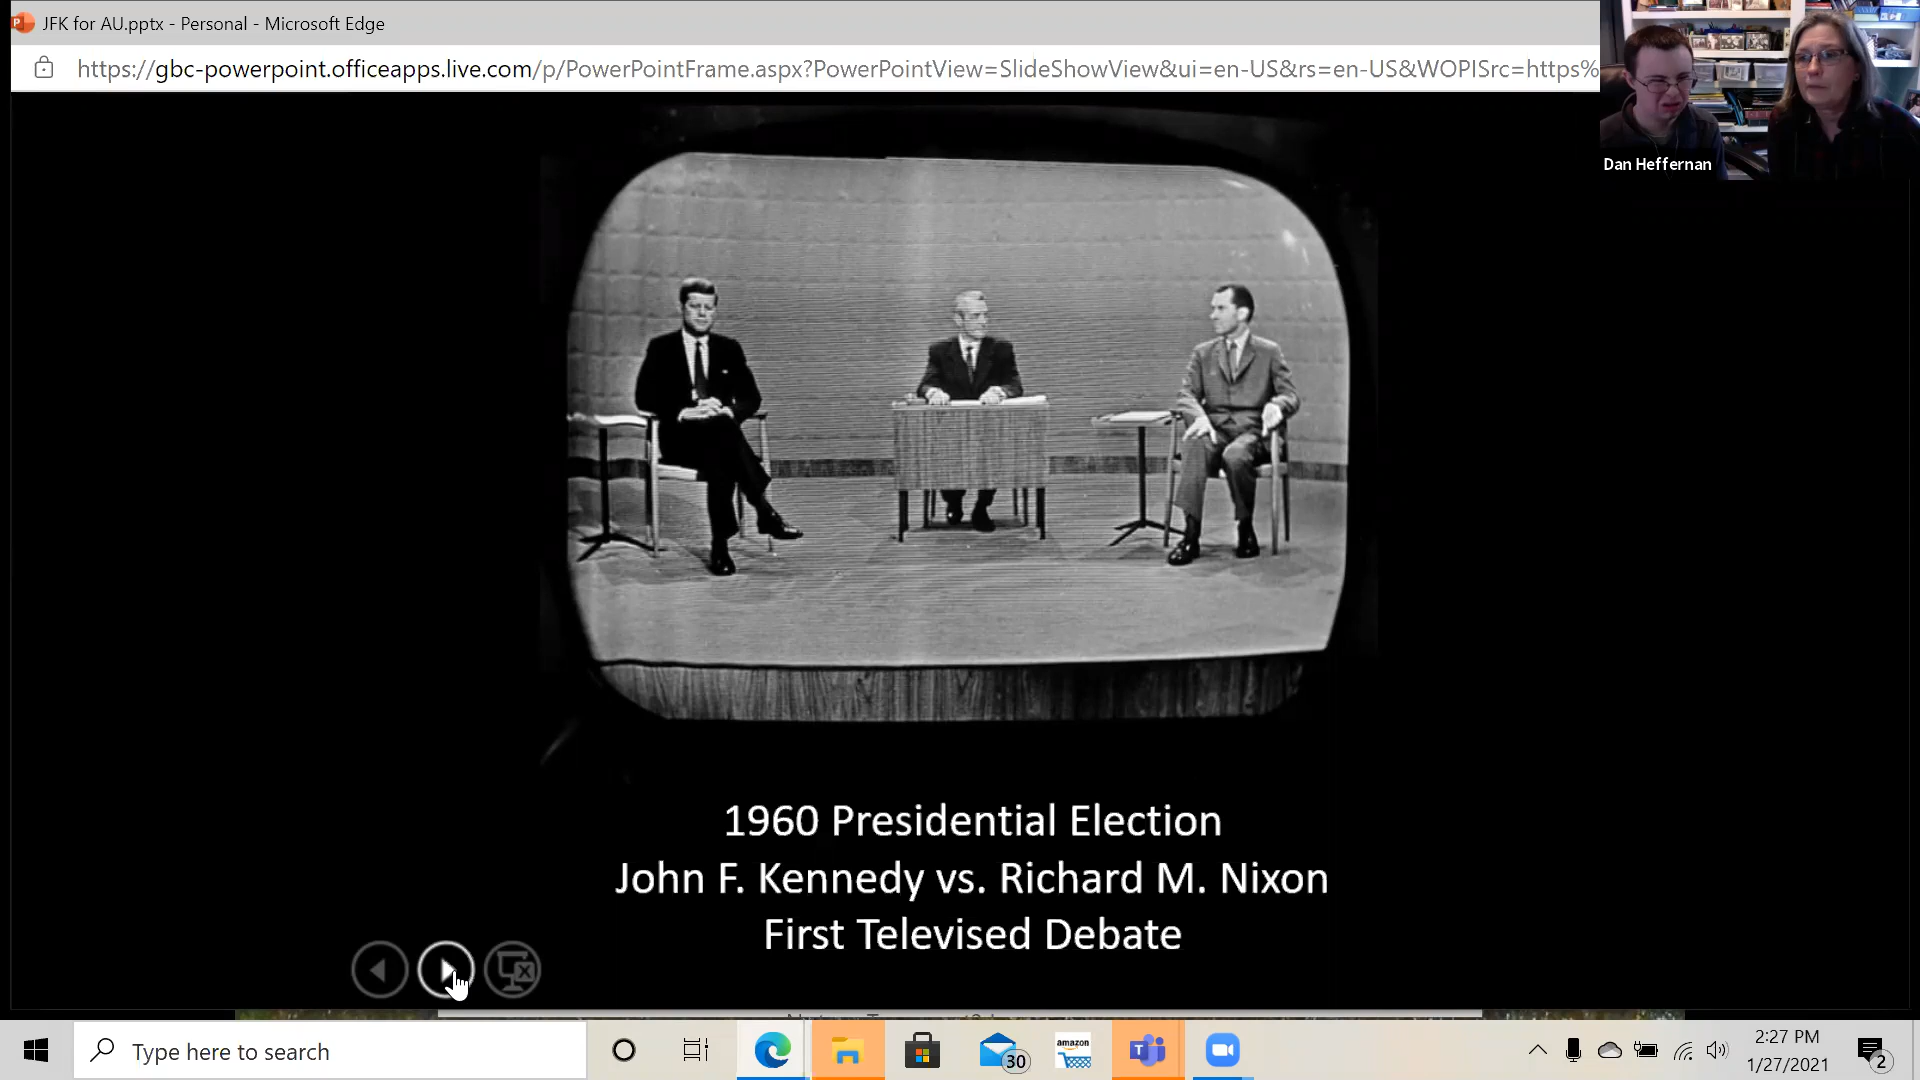 JFK for AU.pptx - Personal - Microsoft Edge
https://gbc-powerpoint.officeapps.live.com/p/PowerPointFrame.aspx?PowerPointView=SlideShowView&ui=en-US&rs=en-US&WOPISrc=https%
Dan Heffernan
1960 Presidential Election
John F. Kennedy vs. Richard M. Nixon
First Televised Debate
Type here to search
30
amazon
2:27 PM
1/27/2021
2